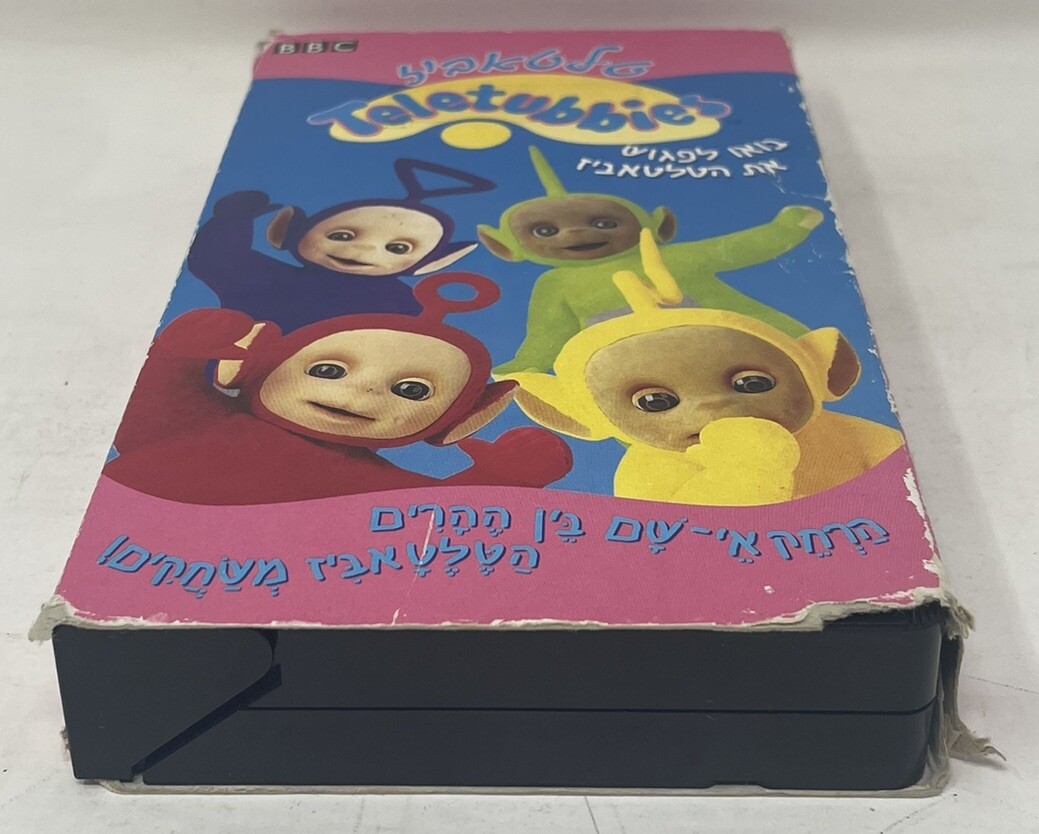 BBC
טלטאביז
Teletubbies
בואו לפגוש
את הטלטאביז
הַרְחֵק אֵי-שָׁם בֵּין הֶהָרִים
הַטֶלֶטָאבִּיז מְשַׂחֲקִים!